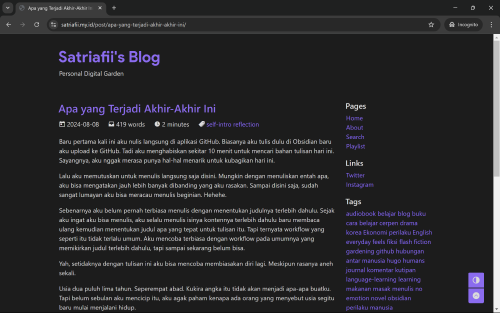 Apa yang Terjadi Akhir-Akhir Ini
satriafii.my.id/post/apa-yang-terjadi-akhir-akhir-ini/
Incognito
Satriafii's Blog
Personal Digital Garden
Apa yang Terjadi Akhir-Akhir Ini
2024-08-08 419 words 2 minutes self-intro reflection
Baru pertama kali ini aku nulis langsung di aplikasi GitHub. Biasanya aku tulis dulu di Obsidian baru
aku upload ke GitHub. Tadi aku menghabiskan sekitar 10 menit untuk mencari bahan tulisan hari ini.
Sayangnya, aku nggak merasa punya hal-hal menarik untuk kubagikan hari ini.
Lalu aku memutuskan untuk menulis langsung saja disini. Mungkin dengan menuliskan entah apa,
aku bisa mengatakan jauh lebih banyak dibanding yang aku rasakan. Sampai disini saja, sudah
sangat lumayan aku bisa meracau menulis beginian. Hehehe.
Sebenarnya aku belum pernah terbiasa menulis dengan menentukan judulnya terlebih dahulu. Sejak
aku ingat aku bisa menulis, aku selalu menulis isinya kontennya terlebih dahulu baru membaca
ulang kemudian menentukan judul apa yang tepat untuk tulisan itu. Tapi ternyata workflow yang
seperti itu tidak terlalu umum. Aku mencoba terbiasa dengan workflow pada umumnya yang
memikirkan judul terlebih dahulu, tapi sampai sekarang belum bisa.
Yah, setidaknya dengan tulisan ini aku bisa mencoba membiasakan diri lagi. Meskipun rasanya aneh
sekali.
Usia dua puluh lima tahun. Seperempat abad. Kukira angka itu tidak akan menjadi apa-apa buatku.
Tapi belum sebulan aku mencicip itu, aku agak paham kenapa ada orang yang menyebut usia segitu
baru mulai menjalani hidup.
Pages
Home
About
Search
Playlist
Links
Twitter
Instagram
Tags
audiobook belajar blog buku
cara belajar cerpen drama
korea Ekonomi perilaku English
everyday feels fiksi flash fiction
gardening github hubungan
antar manusia hugo humans
journal komentar kutipan
language-learning learning
makanan masak menulis no
emotion novel obsidian
perilaku manusia